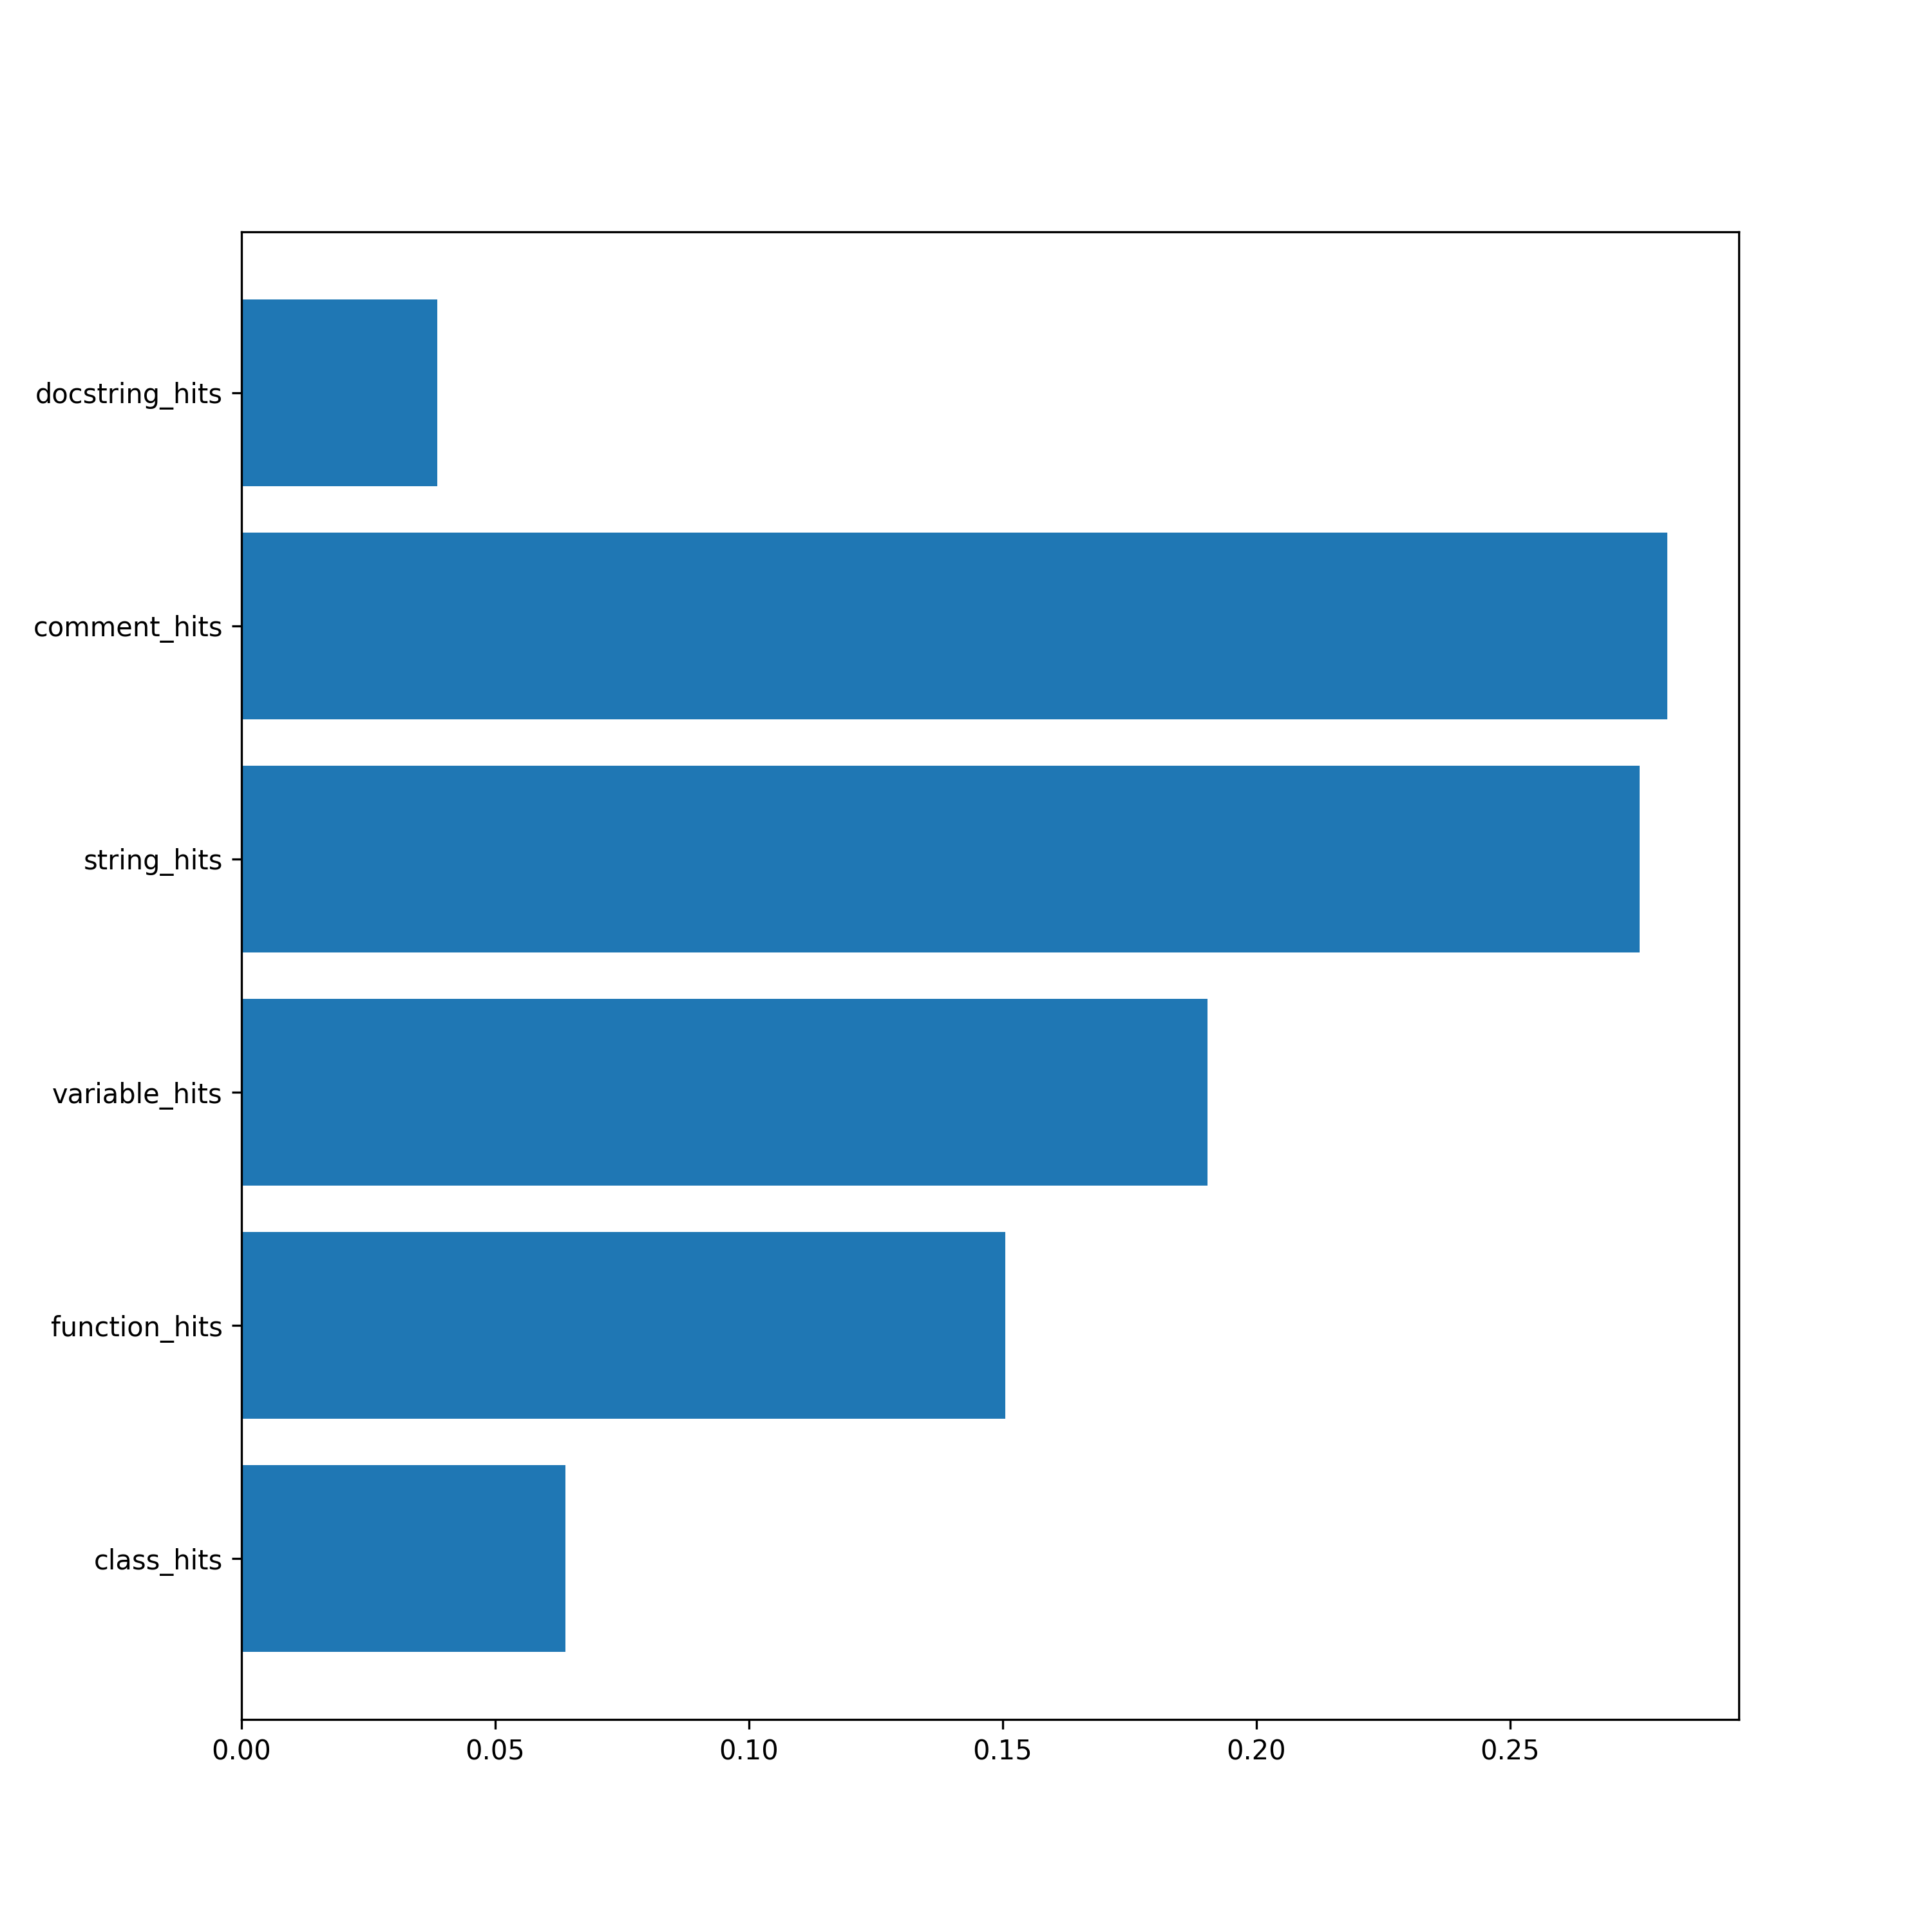 docstring_hits
comment_hits
string_hits
variable_hits
function_hits
class_hits
0.00 0.05 0.10 0.15 0.20 0.25